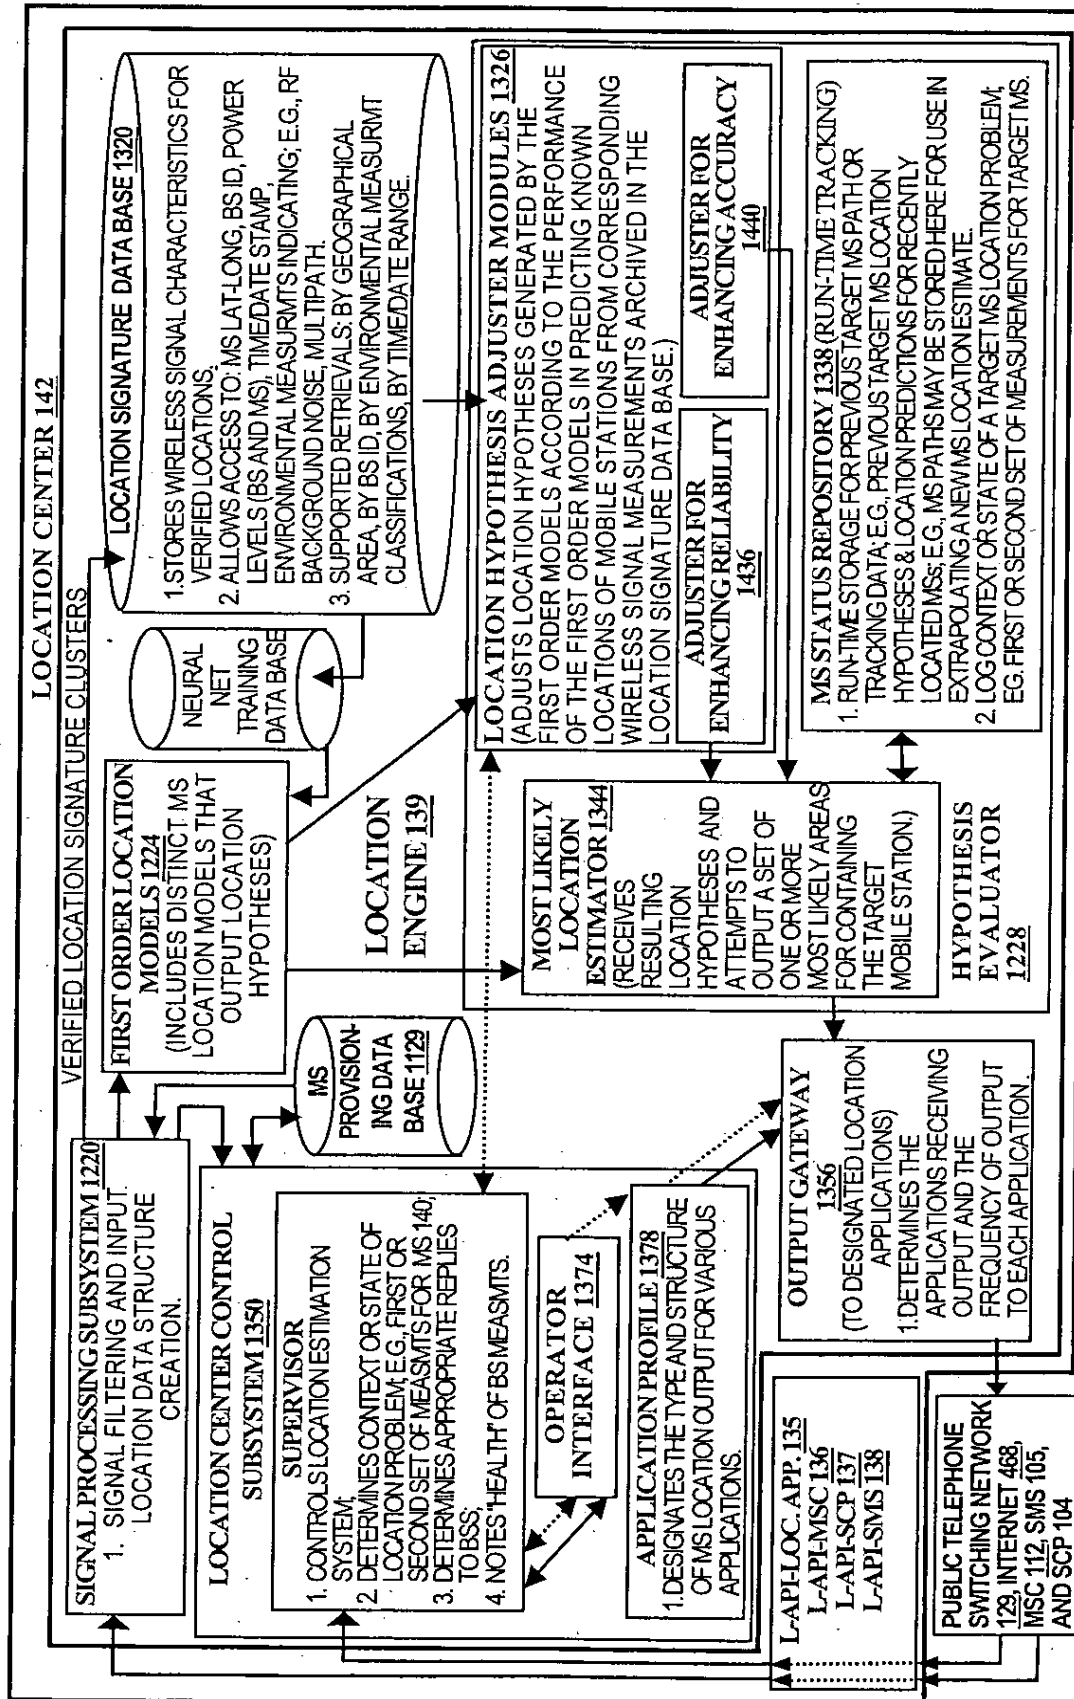 LOCATION CENTER 142
VERIFIED LOCATION SIGNATURE CLUSTERS
SIGNAL PROCESSING SUBSYSTEM 1220
1. SIGNAL FILTERING AND INPUT
LOCATION DATA STRUCTURE
CREATION.
FIRST ORDER LOCATION
MODELS 1224
(INCLUDES DISTINCT MS
LOCATION MODELS THAT
OUTPUT LOCATION
HYPOTHESES)
NEURAL
NET
TRAINING
DATA BASE
LOCATION SIGNATURE DATA BASE 1320
1. STORES WIRELESS SIGNAL CHARACTERISTICS FOR
VERIFIED LOCATIONS.
2. ALLOWS ACCESS TO: MS LAT-LONG, BS ID, POWER
LEVELS (BS AND MS), TIME/DATE STAMP,
ENVIRONMENTAL MEASURMTS INDICATING; E.G., RF
BACKGROUND NOISE, MULTIPATH.
3. SUPPORTED RETRIEVALS: BY GEOGRAPHICAL
AREA, BY BS ID, BY ENVIRONMENTAL MEASURMT
CLASSIFICATIONS, BY TIME/DATE RANGE.
LOCATION CENTER CONTROL
SUBSYSTEM 1350
SUPERVISOR
1. CONTROLS LOCATION ESTIMATION
SYSTEM;
2. DETERMINES CONTEXT OR STATE OF
LOCATION PROBLEM; E.G., FIRST OR
SECOND SET OF MEASMTS FOR MS 140;
3. DETERMINES APPROPRIATE REPLIES
TO BSS,
4. NOTES "HEALTH" OF BS MEASMTS.
MS
PROVISION-
ING DATA
BASE 1129
LOCATION
ENGINE 139
LOCATION HYPOTHESIS ADJUSTER MODULES 1326
(ADJUSTS LOCATION HYPOTHESES GENERATED BY THE
FIRST ORDER MODELS ACCORDING TO THE PERFORMANCE
OF THE FIRST ORDER MODELS IN PREDICTING KNOWN
LOCATIONS OF MOBILE STATIONS FROM CORRESPONDING
WIRELESS SIGNAL MEASUREMENTS ARCHIVED IN THE
LOCATION SIGNATURE DATA BASE.)
ADJUSTER FOR
ENHANCING RELIABILITY
1436
ADJUSTER FOR
ENHANCING ACCURACY
1440
OPERATOR
INTERFACE 1374
MOST LIKELY
LOCATION
ESTIMATOR 1344
(RECEIVES
RESULTING
LOCATION
HYPOTHESES AND
ATTEMPTS TO
OUTPUT A SET OF
ONE OR MORE
MOST LIKELY AREAS
FOR CONTAINING
THE TARGET
MOBILE STATION.)
MS STATUS REPOSITORY 1338 (RUN-TIME TRACKING)
1. RUN-TIME STORAGE FOR PREVIOUS TARGET MS PATH OR
TRACKING DATA; E.G., PREVIOUS TARGET MS LOCATION
HYPOTHESES & LOCATION PREDICTIONS FOR RECENTLY
LOCATED MSs; E.G., MS PATHS MAY BE STORED HERE FOR USE IN
EXTRAPOLATING A NEW MS LOCATION ESTIMATE.
2. LOG CONTEXT OR STATE OF A TARGET MS LOCATION PROBLEM;
EG. FIRST OR SECOND SET OF MEASUREMENTS FOR TARGET MS.
HYPOTHESIS
EVALUATOR
1228
APPLICATION PROFILE 1378
1. DESIGNATES THE TYPE AND STRUCTURE
OF MS LOCATION OUTPUT FOR VARIOUS
APPLICATIONS.
OUTPUT GATEWAY
1356
(TO DESIGNATED LOCATION
APPLICATIONS)
1. DETERMINES THE
APPLICATIONS RECEIVING
OUTPUT AND THE
FREQUENCY OF OUTPUT
TO EACH APPLICATION.
L-API-LOC. APP. 135
L-API-MSC 136
L-API-SCP 137
L-API-SMS 138
PUBLIC TELEPHONE
SWITCHING NETWORK
129, INTERNET 468,
MSC 112, SMS 105,
AND SCP 104